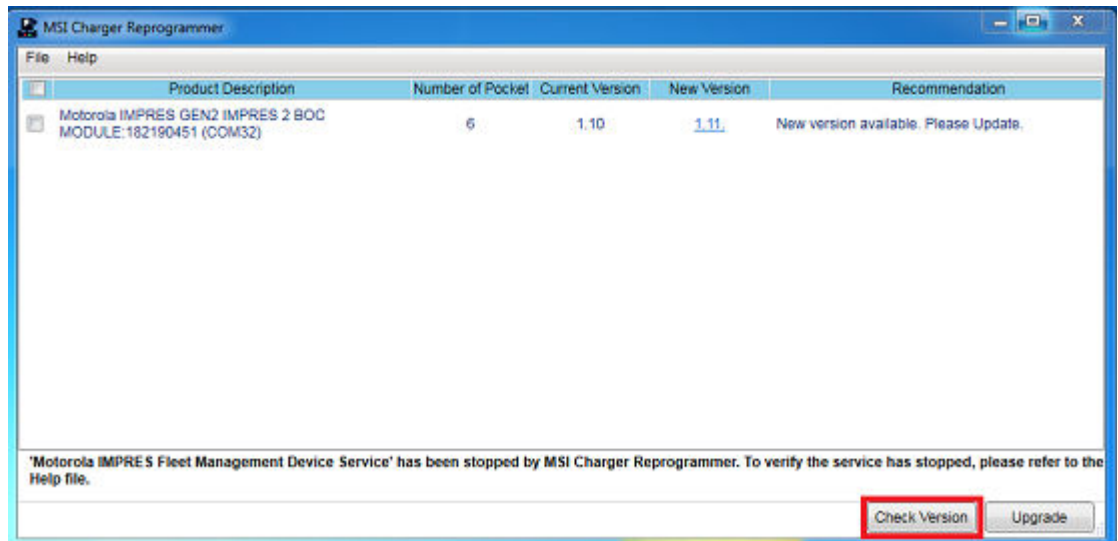 MSI Charger Reprogrammer
File Help
Product Description Number of Pocket Current Version New Version Recommendation
Motorola IMPRES GEN2 IMPRES 2 BOC
MODULE:182190451 (COM32) 6 1.10 1.11. New version available. Please Update.
'Motorola IMPRES Fleet Management Device Service' has been stopped by MSI Charger Reprogrammer. To verify the service has stopped, please refer to the
Help file.
Check Version Upgrade